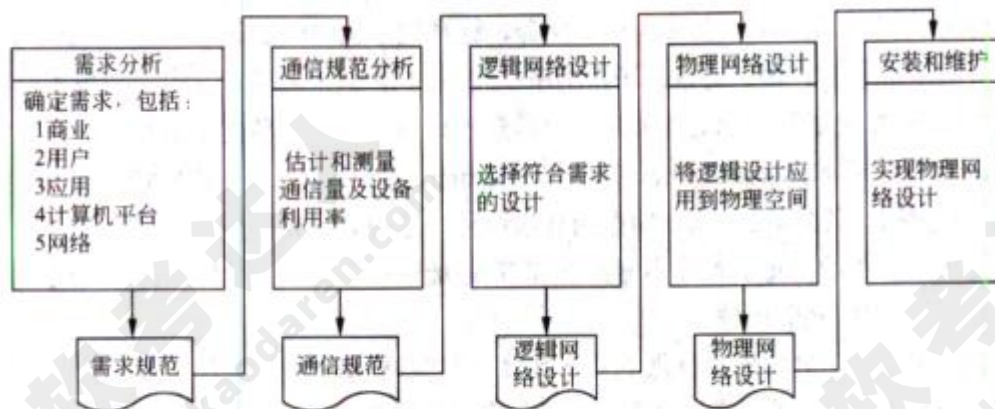 需求分析
确定需求，包括：
1商业
2用户
3应用
4计算机平台
5网络
需求规范
通信规范分析
估计和测量
通信量及设备
利用率
通信规范
逻辑网络设计
选择符合需求
的设计
逻辑网
络设计
物理网络设计
将逻辑设计应
用到物理空间
物理网
络设计
安装和维护
实现物理网
络设计
软考达人